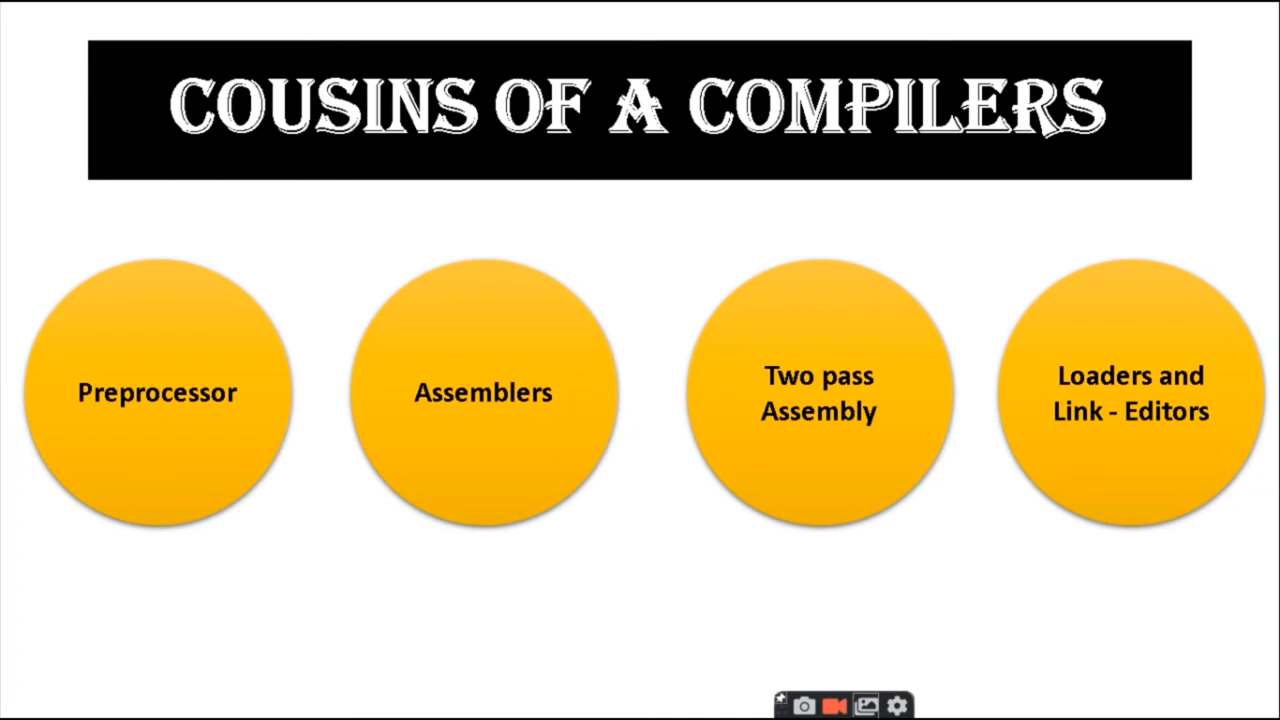 COUSINS OF A COMPILERS
Preprocessor
Assemblers
Two pass
Assembly
Loaders and
Link - Editors